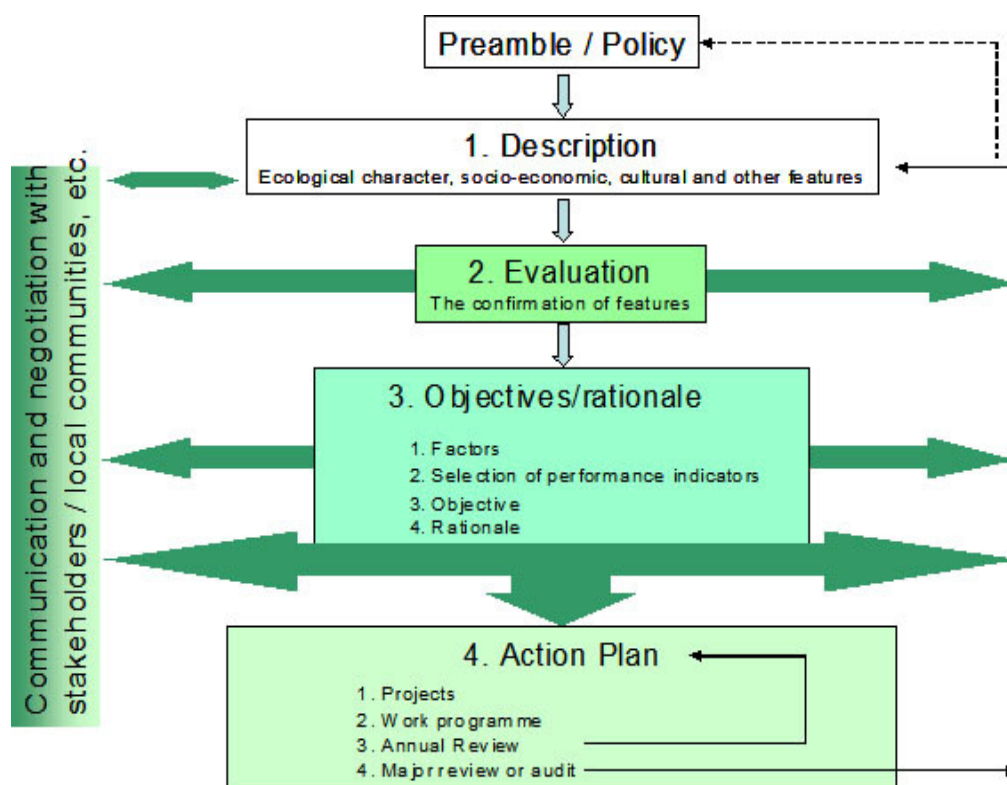 Preamble / Policy
1. Description
Ecological character, socio-economic, cultural and other features
Communication and negotiation with
stakeholders / local communities, etc.
2. Evaluation
The confirmation of features
3. Objectives/rationale
1. Factors
2. Selection of performance indicators
3. Objective
4. Rationale
4. Action Plan
1. Projects
2. Work programme
3. Annual Review
4. Major review or audit